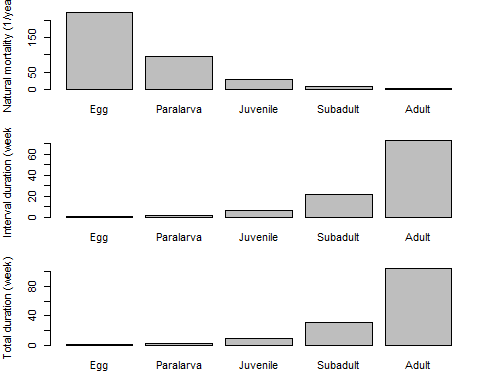 Natural mortality (1/yea
150
50
0
Egg Paralarva Juvenile Subadult Adult
Interval duration (week
60
40
20
0
Egg Paralarva Juvenile Subadult Adult
Total duration (week)
80
40
0
Egg Paralarva Juvenile Subadult Adult